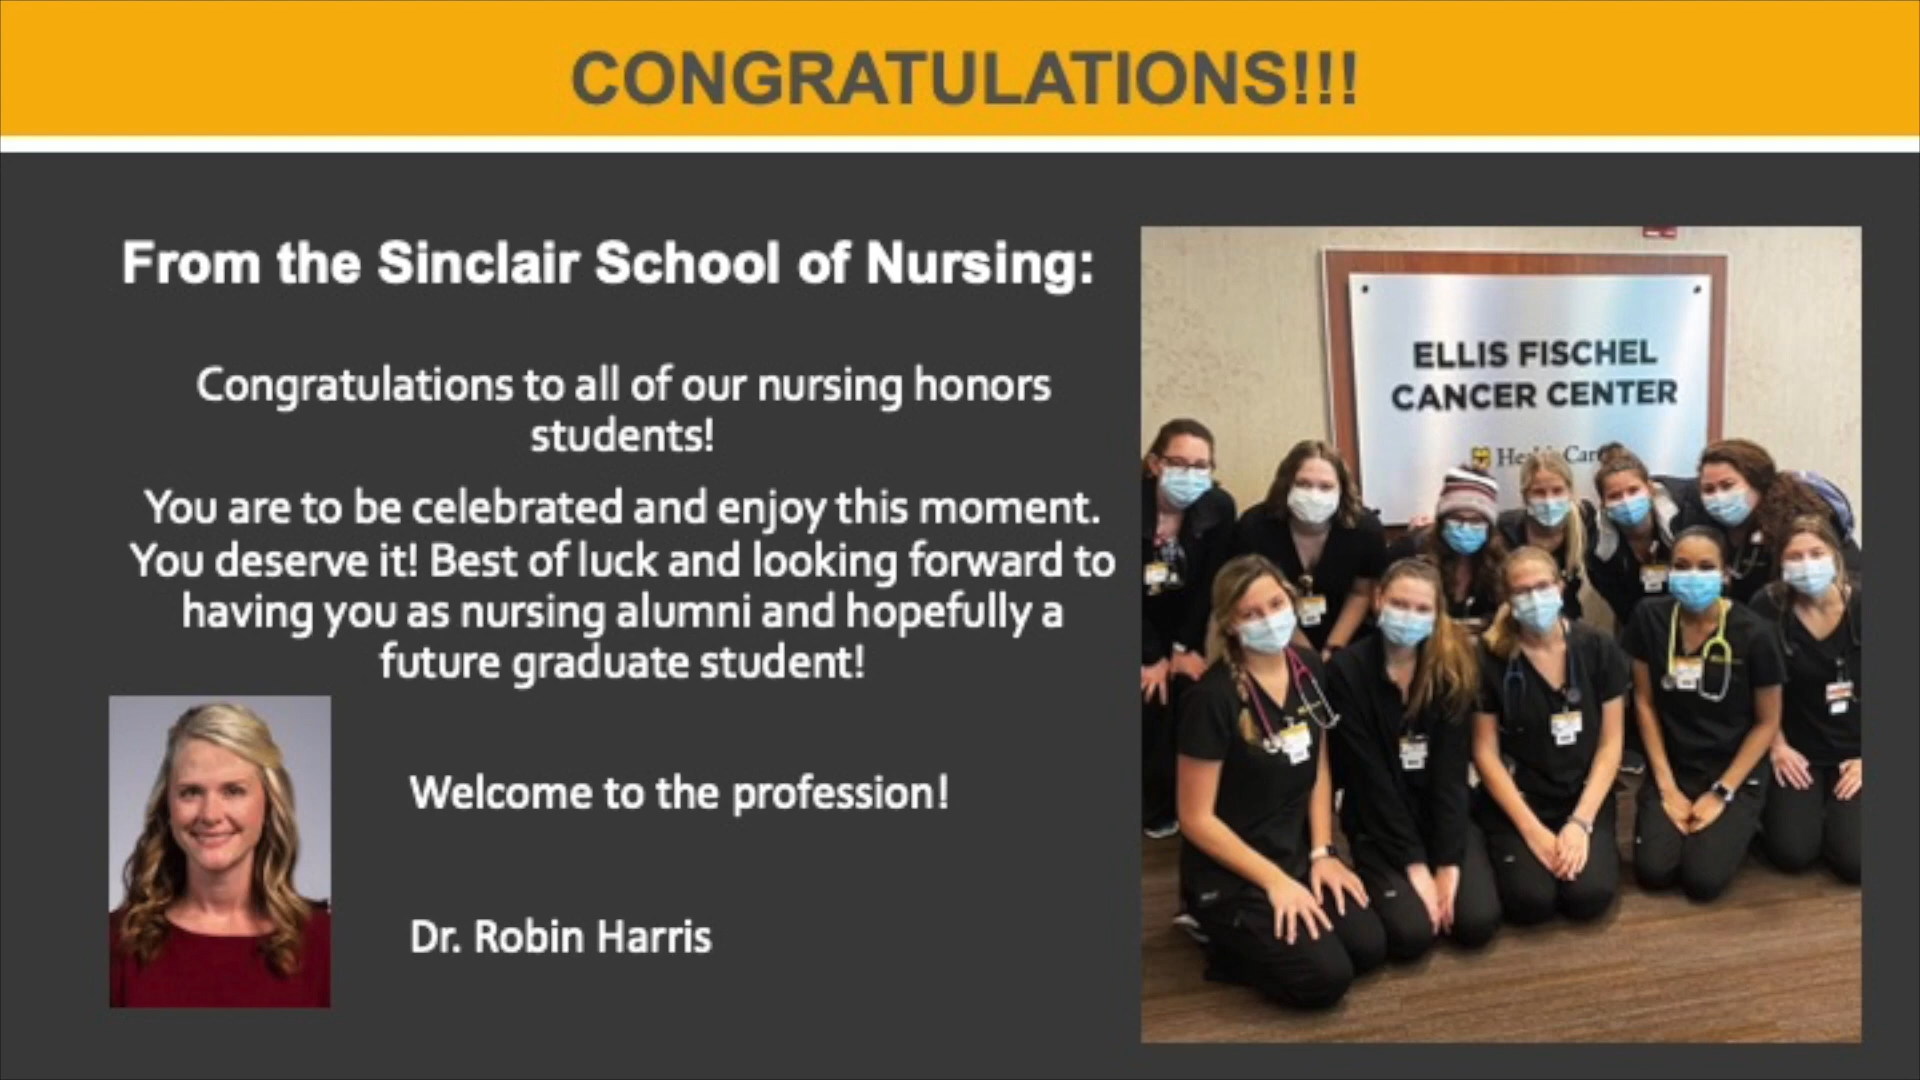 CONGRATULATIONS!!!
From the Sinclair School of Nursing:
Congratulations to all of our nursing honors
students!
You are to be celebrated and enjoy this moment.
You deserve it! Best of luck and looking forward to
having you as nursing alumni and hopefully a
future graduate student!
Welcome to the profession!
Dr. Robin Harris
ELLIS FISCHEL
CANCER CENTER